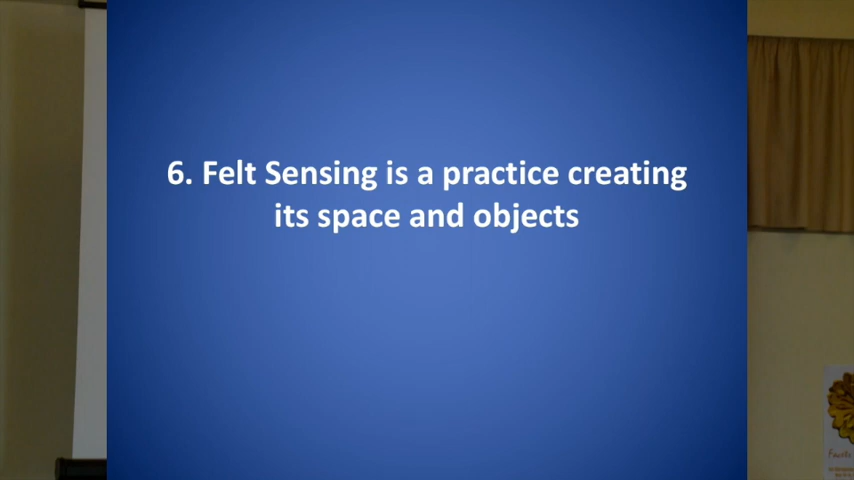 6. Felt Sensing is a practice creating
its space and objects